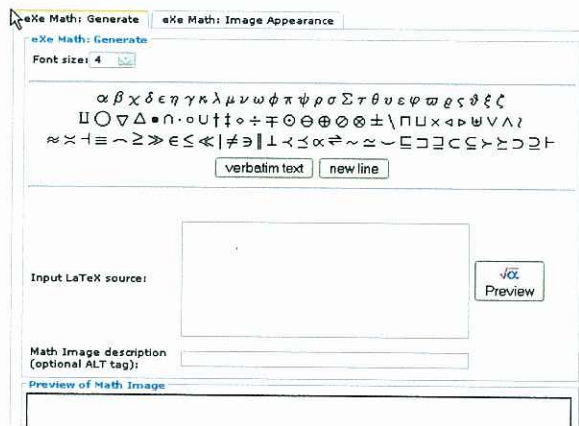 eXe Math: Generate eXe Math: Image Appearance
eXe Math: Generate
Font size: 4
α β χ δ ϵ η γ κ λ μ ν ω φ π ψ ρ σ Σ τ θ υ ε φ ϖ ϱ ς ϑ ξ ζ
∐ ◯ ▽ △ • ∩ · ∘ ∪ † ‡ ⋄ ÷ ∓ ⊙ ⊖ ⊕ ⊘ ⊗ ± \ ⊓ ⊔ × ◃ ▹ ⊎ ∨ ∧ ≀
≈ ≍ ⊣ ≡ ⌢ ≥ ≫ ∈ ≤ ≪ | ≠ ∋ ∥ ⊥ ≺ ⪯ ∝ ⇌ ∼ ≃ ⌣ ⊑ ⊐ ⊒ ⊂ ⊆ ≻ ⪰ ⊃ ⊇ ⊢
verbatim text new line
Input LaTeX source:
√α
Preview
Math Image description
(optional ALT tag):
Preview of Math Image